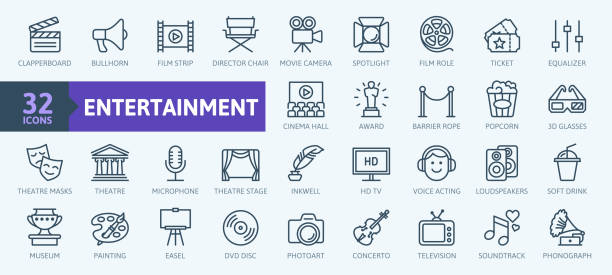 CLAPPERBOARD
BULLHORN
FILM STRIP
DIRECTOR CHAIR
MOVIE CAMERA
SPOTLIGHT
FILM ROLE
TICKET
EQUALIZER
32
ICONS
ENTERTAINMENT
CINEMA HALL
AWARD
BARRIER ROPE
POPCORN
3D GLASSES
THEATRE MASKS
THEATRE
MICROPHONE
THEATRE STAGE
INKWELL
HD
HD TV
VOICE ACTING
LOUDSPEAKERS
SOFT DRINK
MUSEUM
PAINTING
EASEL
DVD DISC
PHOTOART
CONCERTO
TELEVISION
SOUNDTRACK
PHONOGRAPH